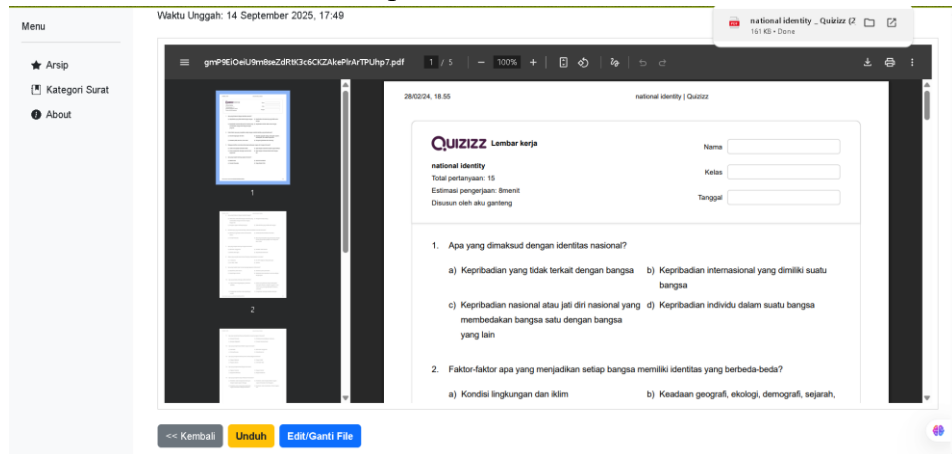 Menu
Arsip
Kategori Surat
About
Waktu Unggah: 14 September 2025, 17:49
national identity _ Quizizz (2
161 KB • Done
gmP9EiOeiU9m8seZdRtK3c6CKZAkePlrArTPUhp7.pdf
1 / 5
100%
1
2
28/02/24, 18.55
national identity | Quizizz
QUIZIZZ Lembar kerja
national identity
Total pertanyaan: 15
Estimasi pengerjaan: 8menit
Disusun oleh aku ganteng
Nama
Kelas
Tanggal
1. Apa yang dimaksud dengan identitas nasional?
a) Kepribadian yang tidak terkait dengan bangsa
b) Kepribadian internasional yang dimiliki suatu
bangsa
c) Kepribadian nasional atau jati diri nasional yang
membedakan bangsa satu dengan bangsa
yang lain
d) Kepribadian individu dalam suatu bangsa
2. Faktor-faktor apa yang menjadikan setiap bangsa memiliki identitas yang berbeda-beda?
a) Kondisi lingkungan dan iklim
b) Keadaan geografi, ekologi, demografi, sejarah,
<< Kembali
Unduh
Edit/Ganti File